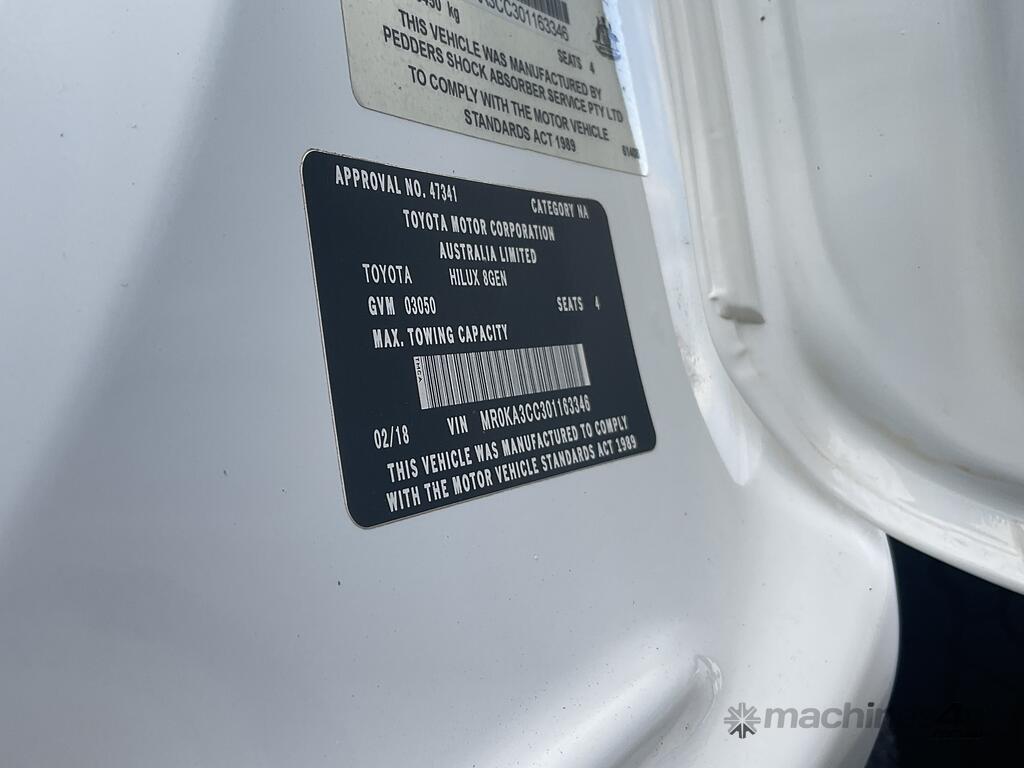 kg
3CC301163346
SEATS 4
THIS VEHICLE WAS MANUFACTURED BY
PEDDERS SHOCK ABSORBER SERVICE PTY LTD
TO COMPLY WITH THE MOTOR VEHICLE
STANDARDS ACT 1989
APPROVAL NO. 47341
CATEGORY NA
TOYOTA MOTOR CORPORATION
AUSTRALIA LIMITED
TOYOTA HILUX 8GEN
GVM 03050 SEATS 4
MAX. TOWING CAPACITY
TMCA
02/18 VIN MR0KA3CC301163346
THIS VEHICLE WAS MANUFACTURED TO COMPLY
WITH THE MOTOR VEHICLE STANDARDS ACT 1989